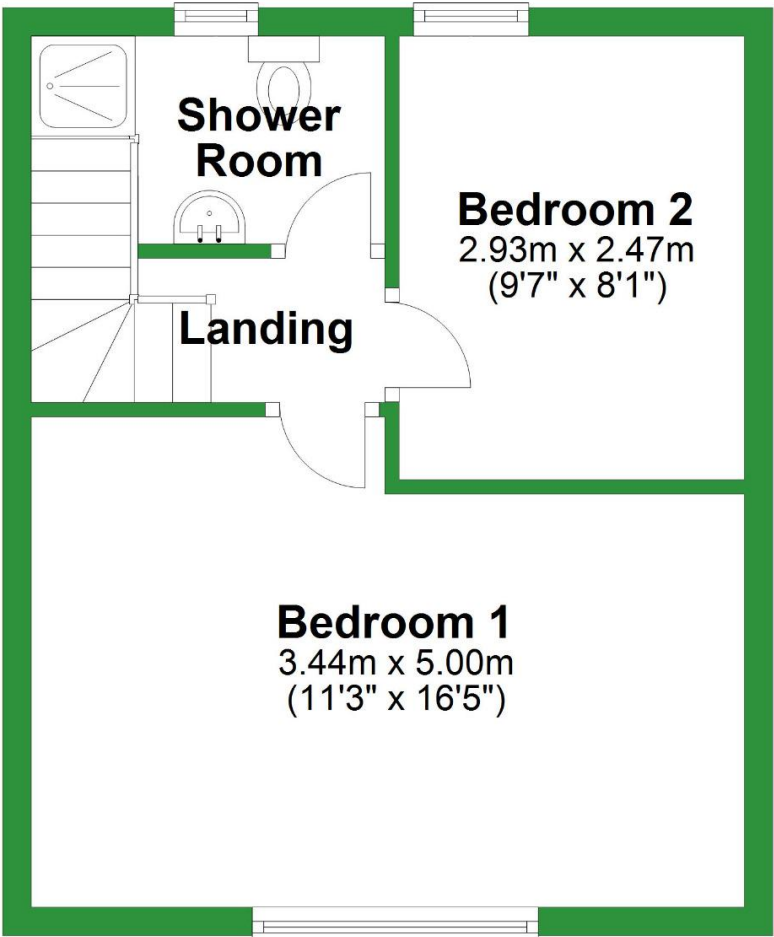 Shower
Room
Bedroom 2
2.93m x 2.47m
(9'7" x 8'1")
Landing
Bedroom 1
3.44m x 5.00m
(11'3" x 16'5")